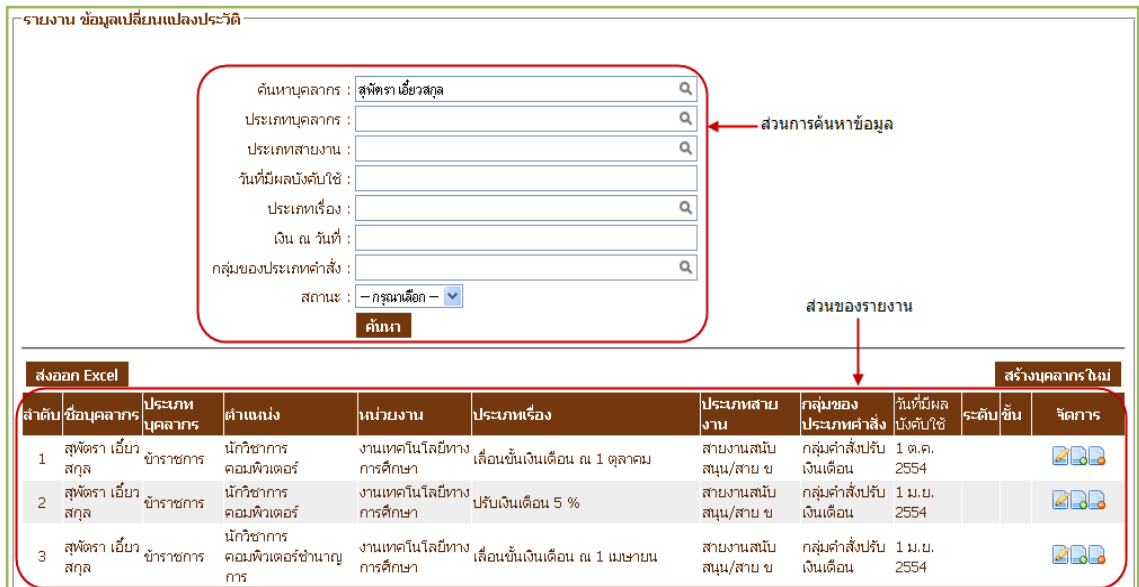 รายงาน ข้อมูลเปลี่ยนแปลงประวัติ
ค้นหาบุคลากร : สุพัตรา เอี๋ยวสกุล
ประเภทบุคลากร :
ส่วนการค้นหาข้อมูล
ประเภทสายงาน :
วันที่มีผลบังคับใช้ :
ประเภทเรื่อง :
เงิน ณ วันที่ :
กลุ่มของประเภทคำสั่ง :
สถานะ : -- กรุณาเลือก --
ส่วนของรายงาน
ค้นหา
ส่งออก Excel สร้างบุคลากรใหม่
ลำดับ ชื่อบุคลากร ประเภท ตำแหน่ง หน่วยงาน ประเภทเรื่อง ประเภทสาย กลุ่มของ วันที่มีผล ระดับ ขั้น จัดการ
บุคลากร งาน ประเภทคำสั่ง บังคับใช้
1 สุพัตรา เอี๋ยว ข้าราชการ นักวิชาการ งานเทคโนโลยีทาง เลื่อนขั้นเงินเดือน ณ 1 ตุลาคม สายงานสนับ กลุ่มคำสั่งปรับ 1 ต.ค.
สกุล คอมพิวเตอร์ การศึกษา สนุน/สาย ข เงินเดือน 2554
2 สุพัตรา เอี๋ยว ข้าราชการ นักวิชาการ งานเทคโนโลยีทาง ปรับเงินเดือน 5 % สายงานสนับ กลุ่มคำสั่งปรับ 1 เม.ย.
สกุล คอมพิวเตอร์ การศึกษา สนุน/สาย ข เงินเดือน 2554
นักวิชาการ
3 สุพัตรา เอี๋ยว ข้าราชการ คอมพิวเตอร์ชำนาญ งานเทคโนโลยีทาง เลื่อนขั้นเงินเดือน ณ 1 เมษายน สายงานสนับ กลุ่มคำสั่งปรับ 1 เม.ย.
สกุล การ การศึกษา สนุน/สาย ข เงินเดือน 2554